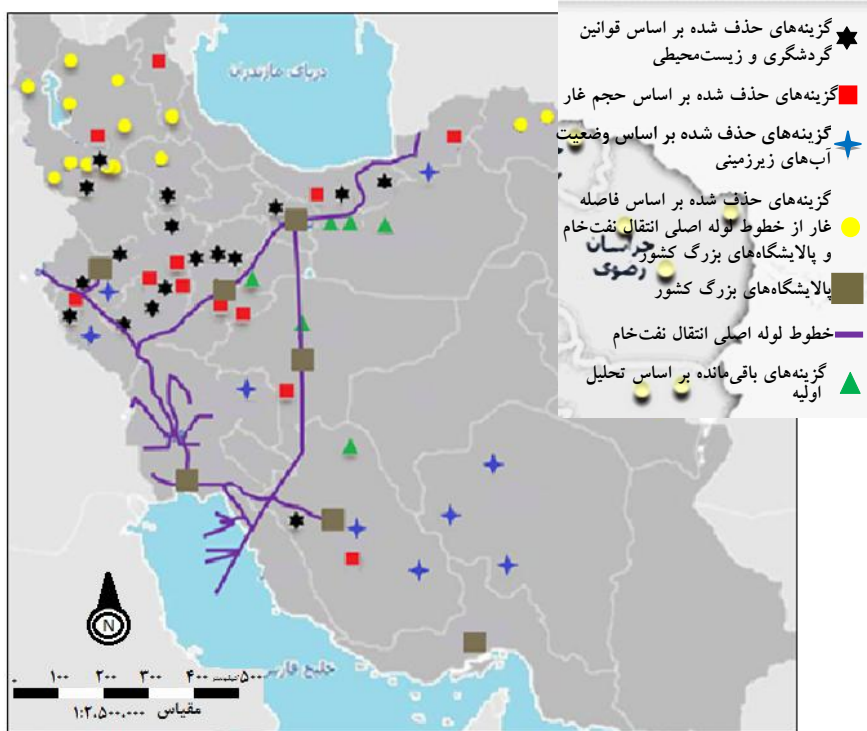 گزینه‌های حذف شده بر اساس قوانین
گردشگری و زیست‌محیطی
گزینه‌های حذف شده بر اساس حجم غار
گزینه‌های حذف شده بر اساس وضعیت
آب‌های زیرزمینی
گزینه‌های حذف شده بر اساس فاصله
غار از خطوط لوله اصلی انتقال نفت‌خام
و پالایشگاه‌های بزرگ کشور
پالایشگاه‌های بزرگ کشور
خطوط لوله اصلی انتقال نفت‌خام
گزینه‌های باقی‌مانده بر اساس تحلیل
اولیه
دریای مازندران
خراسان
رضوی
خلیج فارس
N
۰ ۱۰۰ ۲۰۰ ۳۰۰ ۴۰۰ ۵۰۰ کیلومتر
مقیاس ۱:۲،۵۰۰،۰۰۰